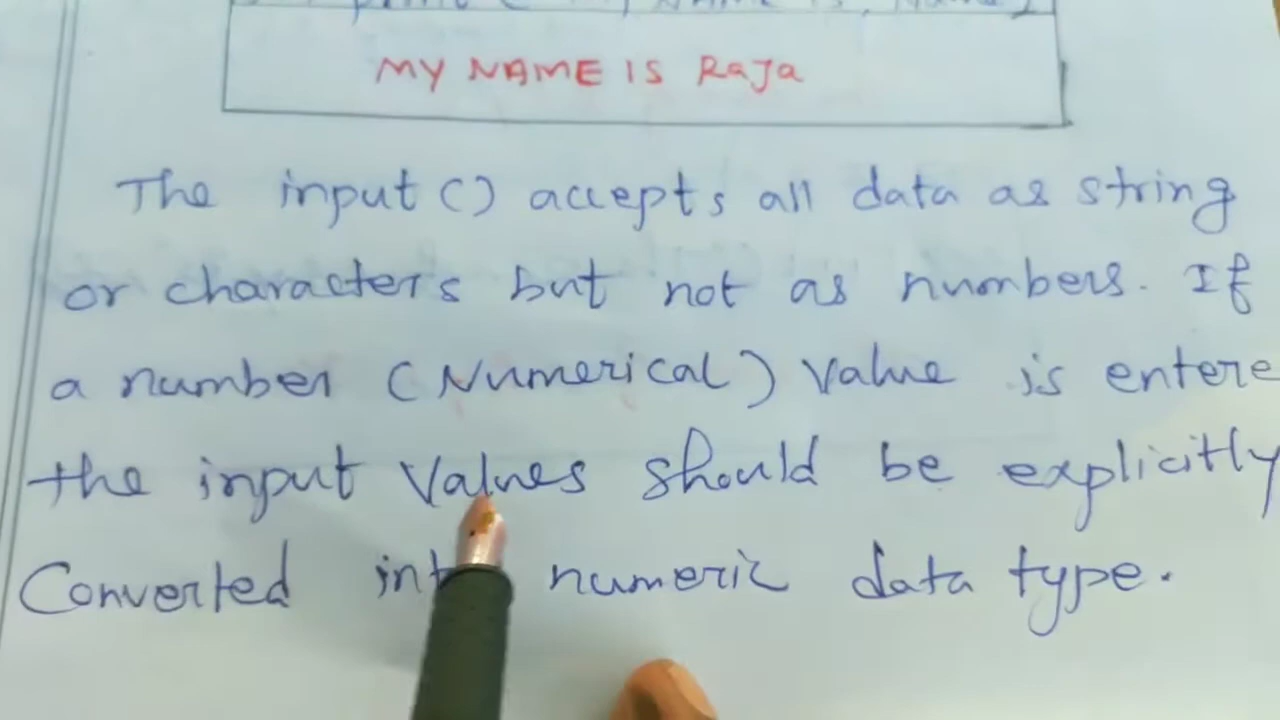 MY NAME IS RaJa
The input () accepts all data as string
or characters but not as numbers. If
a number (Numerical) Value is entere
the input Values should be explicitly
Converted int numeric data type.